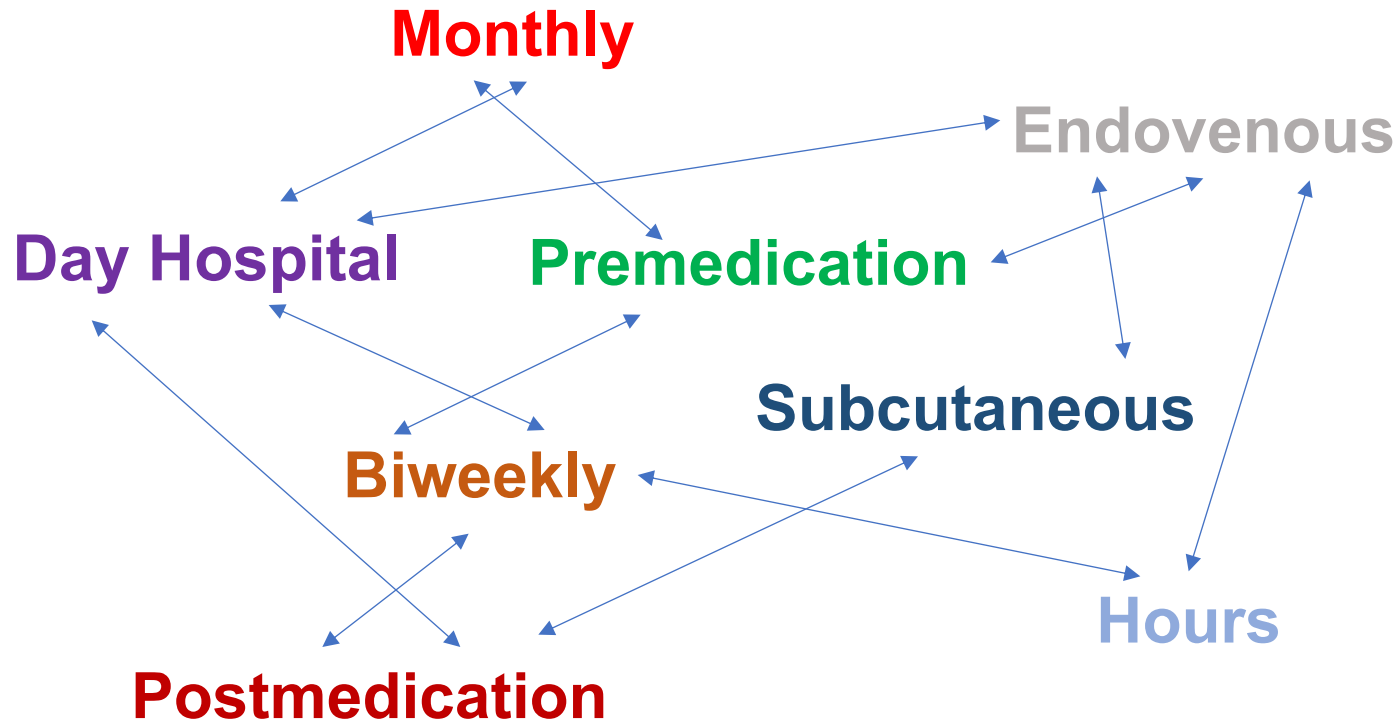 Monthly
Endovenous
Day Hospital
Premedication
Subcutaneous
Biweekly
Hours
Postmedication